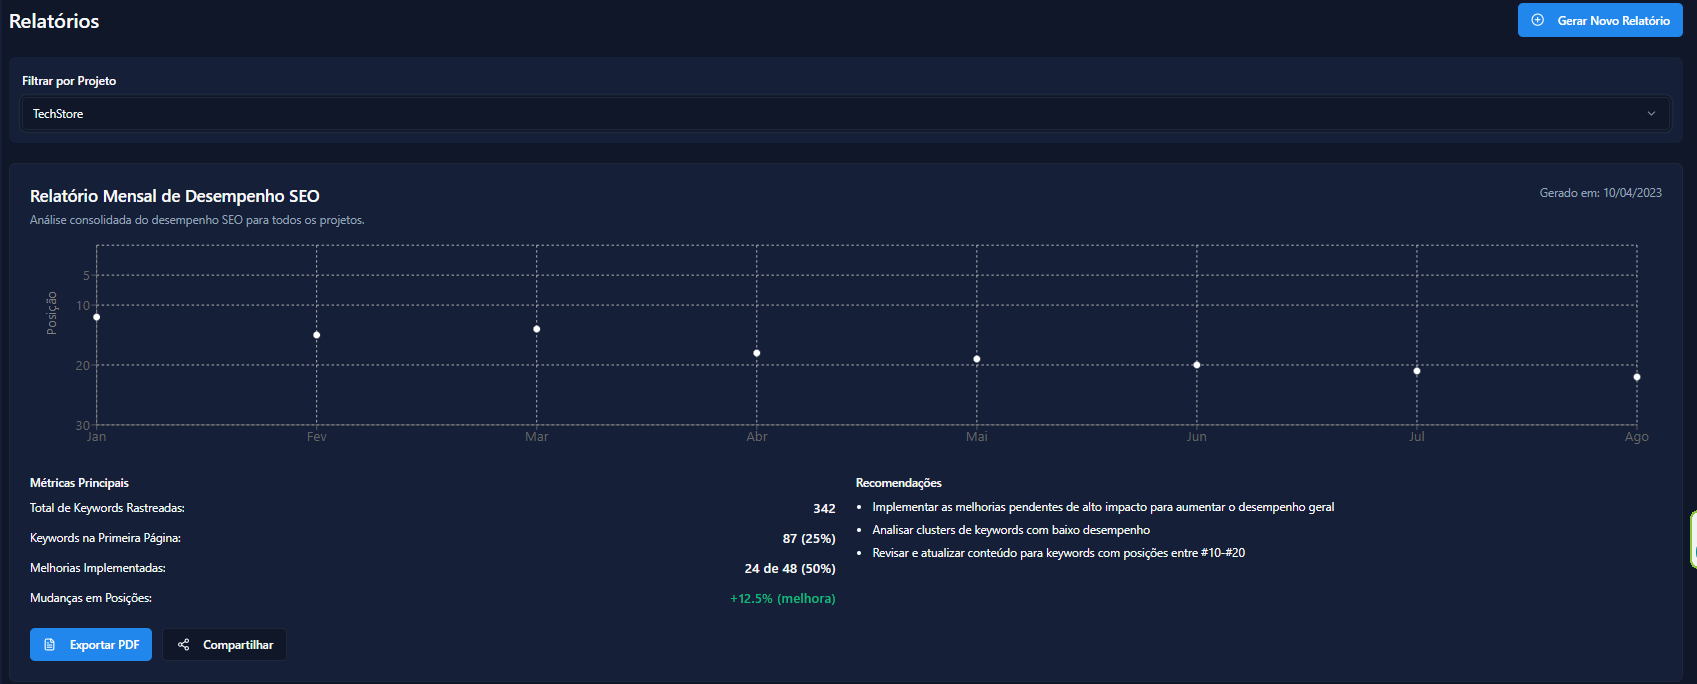 Relatórios
Gerar Novo Relatório
Filtrar por Projeto
TechStore
Relatório Mensal de Desempenho SEO
Gerado em: 10/04/2023
Análise consolidada do desempenho SEO para todos os projetos.
Posição
5
10
20
30
Jan Fev Mar Abr Mai Jun Jul Ago
Métricas Principais
Total de Keywords Rastreadas: 342
Keywords na Primeira Página: 87 (25%)
Melhorias Implementadas: 24 de 48 (50%)
Mudanças em Posições: +12.5% (melhora)
Recomendações
• Implementar as melhorias pendentes de alto impacto para aumentar o desempenho geral
• Analisar clusters de keywords com baixo desempenho
• Revisar e atualizar conteúdo para keywords com posições entre #10-#20
Exportar PDF
Compartilhar